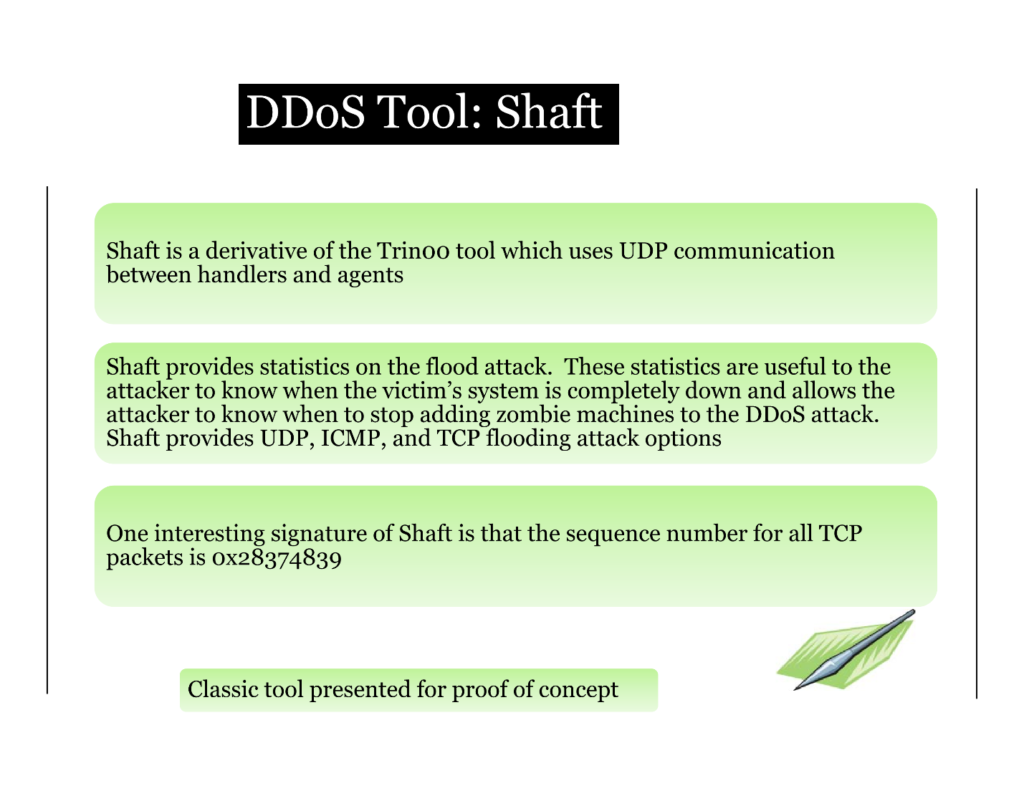 DDoS Tool: Shaft
Shaft is a derivative of the Trin00 tool which uses UDP communication
between handlers and agents
Shaft provides statistics on the flood attack.  These statistics are useful to the
attacker to know when the victim’s system is completely down and allows the
attacker to know when to stop adding zombie machines to the DDoS attack.
Shaft provides UDP, ICMP, and TCP flooding attack options
One interesting signature of Shaft is that the sequence number for all TCP
packets is 0x28374839
Classic tool presented for proof of concept